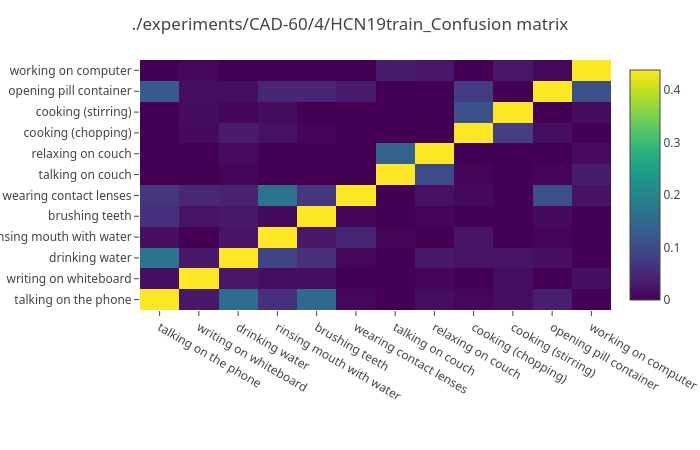 ./experiments/CAD-60/4/HCN19train_Confusion matrix
working on computer
opening pill container
cooking (stirring)
cooking (chopping)
relaxing on couch
talking on couch
wearing contact lenses
brushing teeth
nsing mouth with water
drinking water
writing on whiteboard
talking on the phone
talking on the phone
writing on whiteboard
drinking water
rinsing mouth with water
brushing teeth
wearing contact lenses
talking on couch
relaxing on couch
cooking (chopping)
cooking (stirring)
opening pill container
working on computer
0.4
0.3
0.2
0.1
0